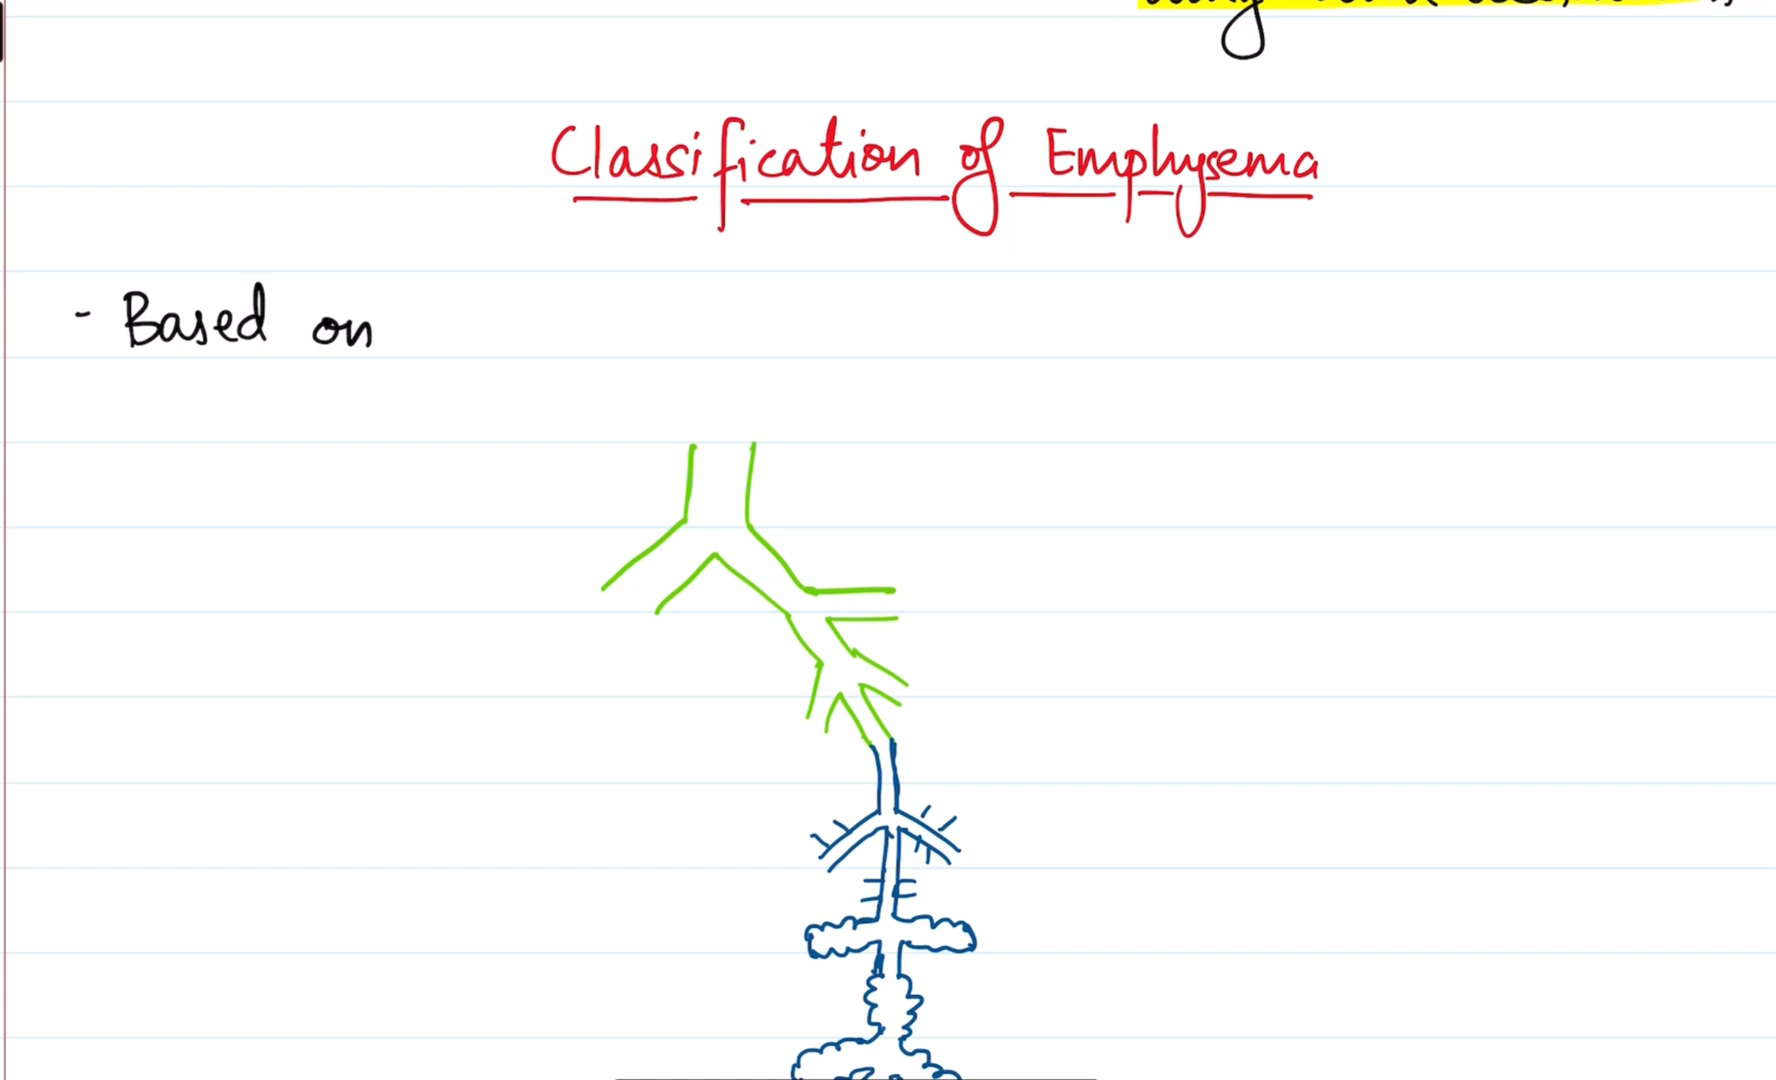 Classification of Emphysema
- Based on